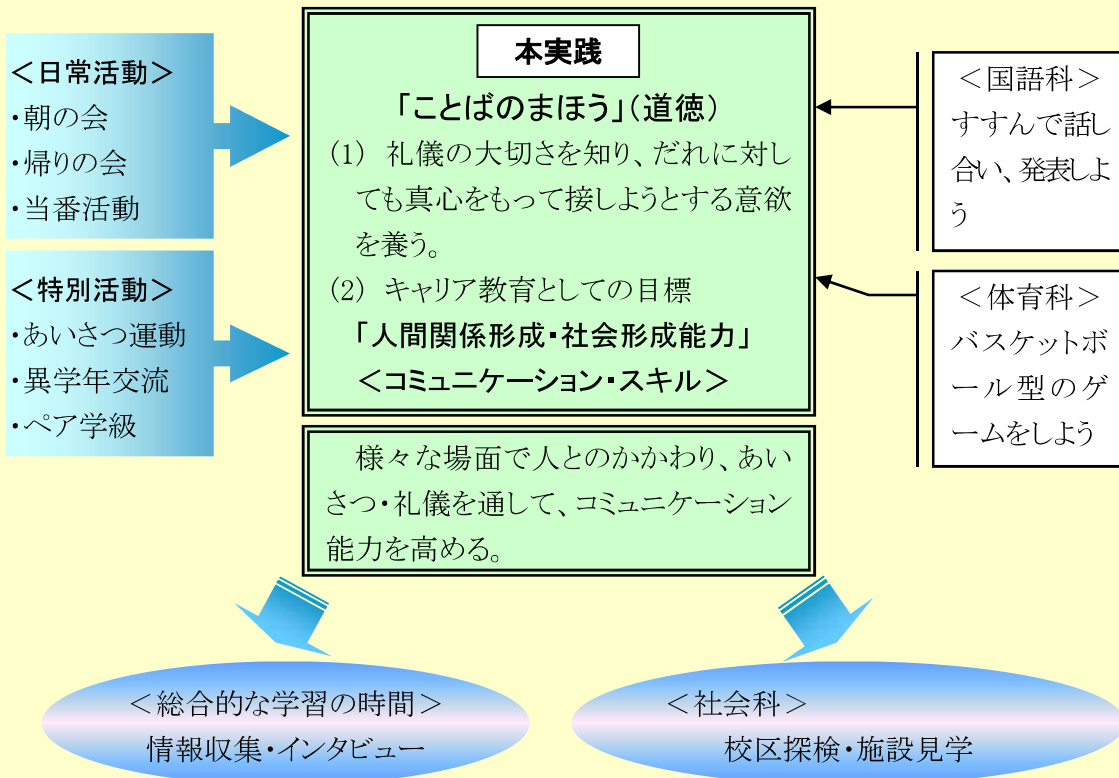 <日常活動>
・朝の会
・帰りの会
・当番活動
<特別活動>
・あいさつ運動
・異学年交流
・ペア学級
本実践
「ことばのまほう」(道徳)
(1) 礼儀の大切さを知り、だれに対し
ても真心をもって接しようとする意欲
を養う。
(2) キャリア教育としての目標
「人間関係形成・社会形成能力」
<コミュニケーション・スキル>
様々な場面で人とのかかわり、あい
さつ・礼儀を通して、コミュニケーション
能力を高める。
<国語科>
すすんで話し
合い、発表しよ
う
<体育科>
バスケットボ
ール型のゲ
ームをしよう
<総合的な学習の時間>
情報収集・インタビュー
<社会科>
校区探検・施設見学